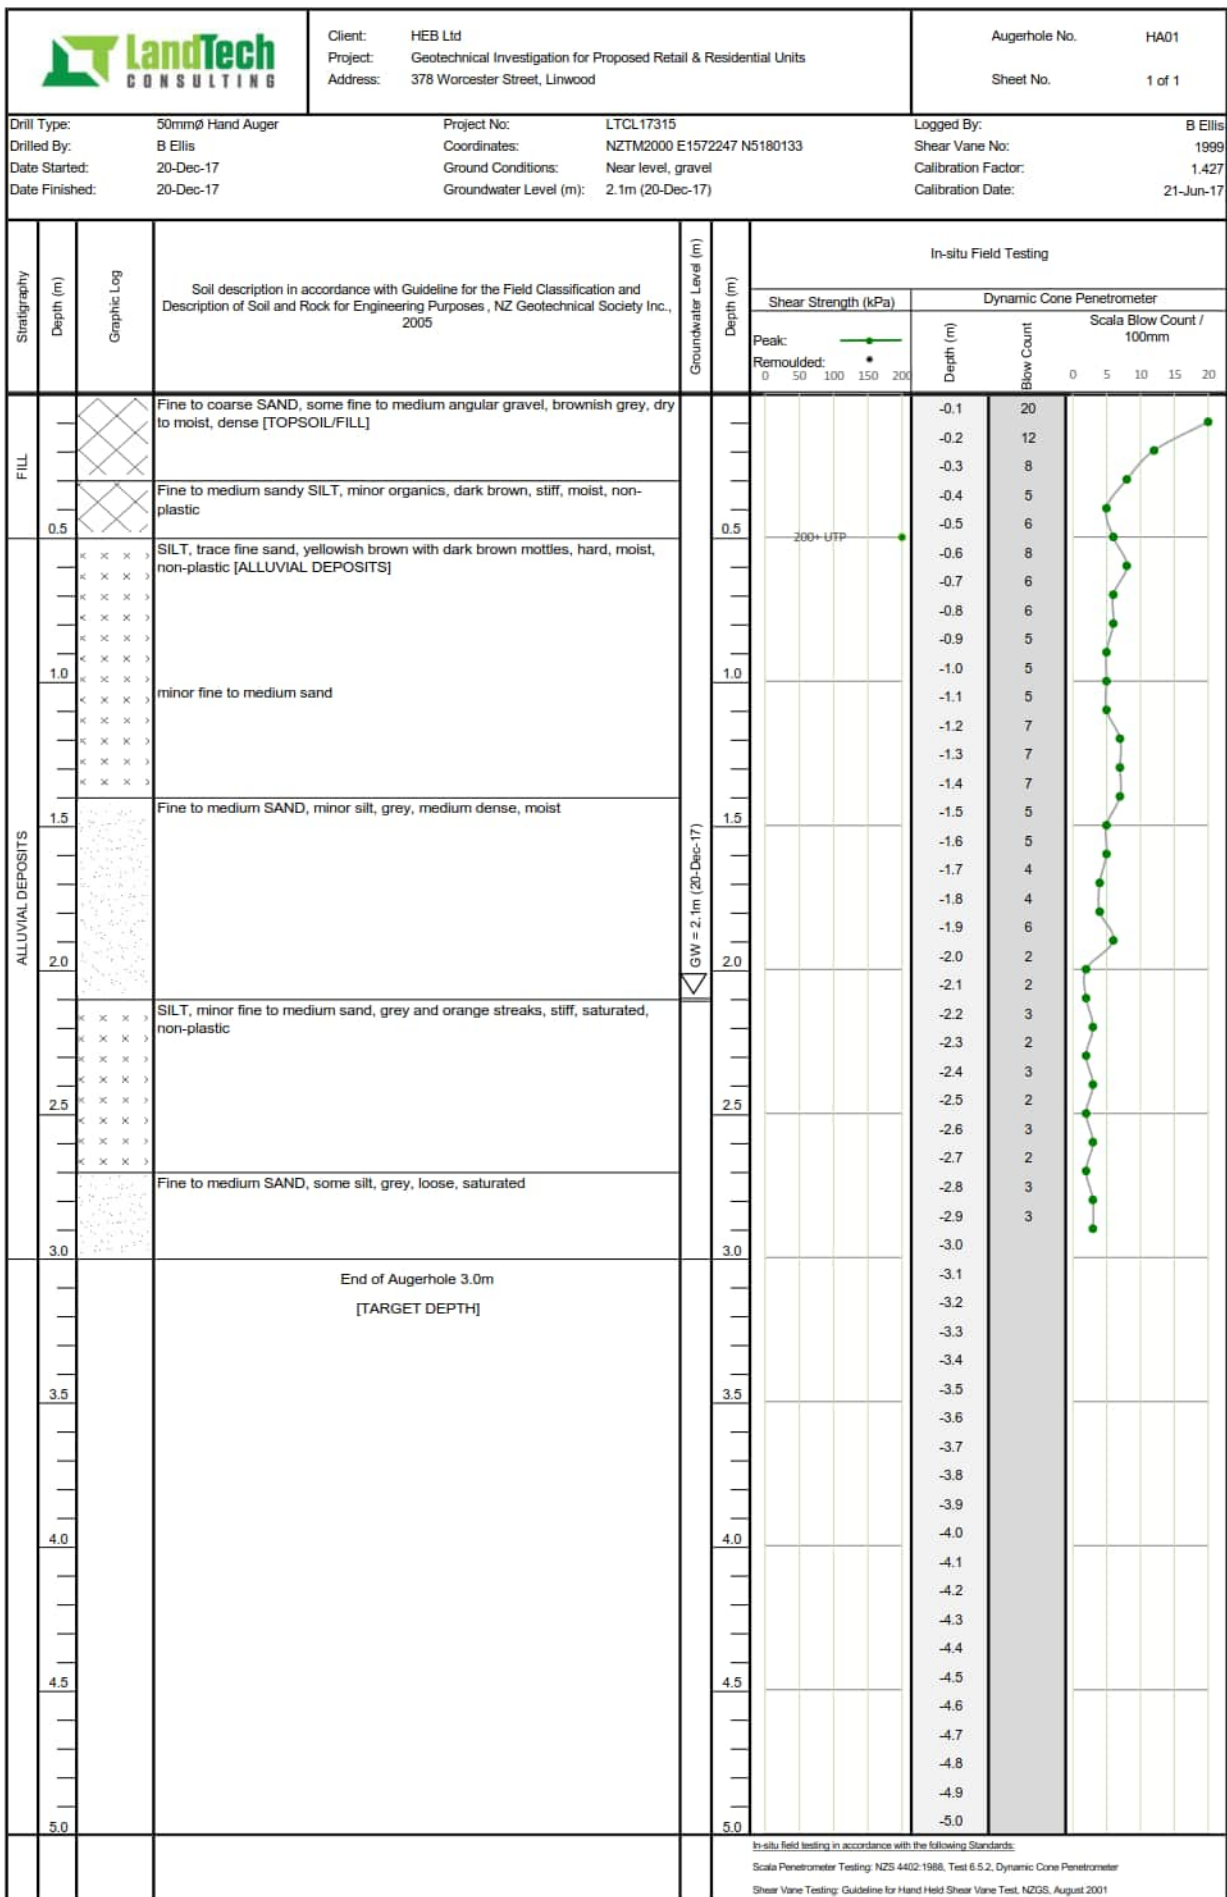 LandTech
CONSULTING
Client: HEB Ltd
Project: Geotechnical Investigation for Proposed Retail & Residential Units
Address: 378 Worcester Street, Linwood
Augerhole No. HA01
Sheet No. 1 of 1
Drill Type: 50mmØ Hand Auger Project No: LTCL17315 Logged By: B Ellis
Drilled By: B Ellis Coordinates: NZTM2000 E1572247 N5180133 Shear Vane No: 1999
Date Started: 20-Dec-17 Ground Conditions: Near level, gravel Calibration Factor: 1.427
Date Finished: 20-Dec-17 Groundwater Level (m): 2.1m (20-Dec-17) Calibration Date: 21-Jun-17
Stratigraphy
Depth (m)
Graphic Log
Soil description in accordance with Guideline for the Field Classification and
Description of Soil and Rock for Engineering Purposes , NZ Geotechnical Society Inc.,
2005
Groundwater Level (m)
Depth (m)
In-situ Field Testing
Shear Strength (kPa)
Peak:
Remoulded:
0 50 100 150 200
Dynamic Cone Penetrometer
Depth (m)
Blow Count
Scala Blow Count /
100mm
0 5 10 15 20
FILL
ALLUVIAL DEPOSITS
0.5
1.0
1.5
2.0
2.5
3.0
3.5
4.0
4.5
5.0
Fine to coarse SAND, some fine to medium angular gravel, brownish grey, dry
to moist, dense [TOPSOIL/FILL]
Fine to medium sandy SILT, minor organics, dark brown, stiff, moist, non-
plastic
SILT, trace fine sand, yellowish brown with dark brown mottles, hard, moist,
non-plastic [ALLUVIAL DEPOSITS]
minor fine to medium sand
Fine to medium SAND, minor silt, grey, medium dense, moist
SILT, minor fine to medium sand, grey and orange streaks, stiff, saturated,
non-plastic
Fine to medium SAND, some silt, grey, loose, saturated
End of Augerhole 3.0m
[TARGET DEPTH]
GW = 2.1m (20-Dec-17)
0.5
1.0
1.5
2.0
2.5
3.0
3.5
4.0
4.5
5.0
200+ UTP
-0.1 20
-0.2 12
-0.3 8
-0.4 5
-0.5 6
-0.6 8
-0.7 6
-0.8 6
-0.9 5
-1.0 5
-1.1 5
-1.2 7
-1.3 7
-1.4 7
-1.5 5
-1.6 5
-1.7 4
-1.8 4
-1.9 6
-2.0 2
-2.1 2
-2.2 3
-2.3 2
-2.4 3
-2.5 2
-2.6 3
-2.7 2
-2.8 3
-2.9 3
-3.0
-3.1
-3.2
-3.3
-3.4
-3.5
-3.6
-3.7
-3.8
-3.9
-4.0
-4.1
-4.2
-4.3
-4.4
-4.5
-4.6
-4.7
-4.8
-4.9
-5.0
In-situ field testing in accordance with the following Standards:
Scala Penetrometer Testing: NZS 4402:1988, Test 6.5.2, Dynamic Cone Penetrometer
Shear Vane Testing: Guideline for Hand Held Shear Vane Test, NZGS, August 2001